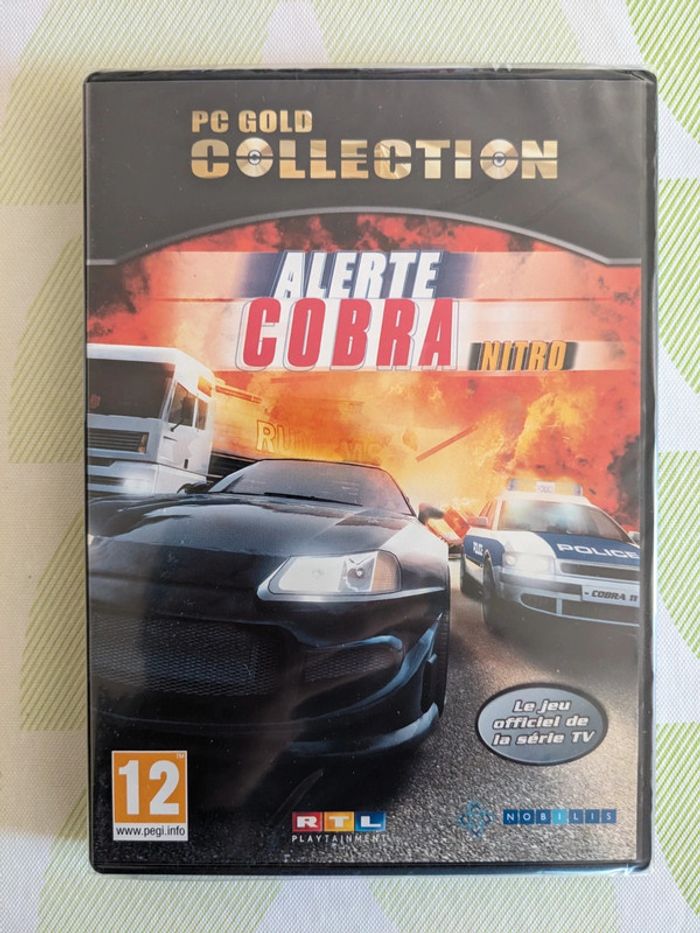 PC GOLD
COLLECTION
ALERTE
COBRA NITRO
POLICE
POLICE
COBRA 11
Le jeu
officiel de
la série TV
12
www.pegi.info
RTL
PLAYTAINMENT
NOBILIS